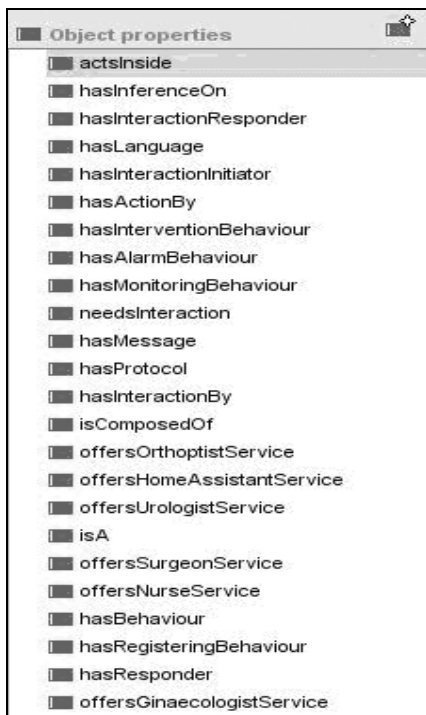 Object properties
actsInside
hasInferenceOn
hasInteractionResponder
hasLanguage
hasInteractionInitiator
hasActionBy
hasInterventionBehaviour
hasAlarmBehaviour
hasMonitoringBehaviour
needsInteraction
hasMessage
hasProtocol
hasInteractionBy
isComposedOf
offersOrthoptistService
offersHomeAssistantService
offersUrologistService
isA
offersSurgeonService
offersNurseService
hasBehaviour
hasRegisteringBehaviour
hasResponder
offersGinaecologistService